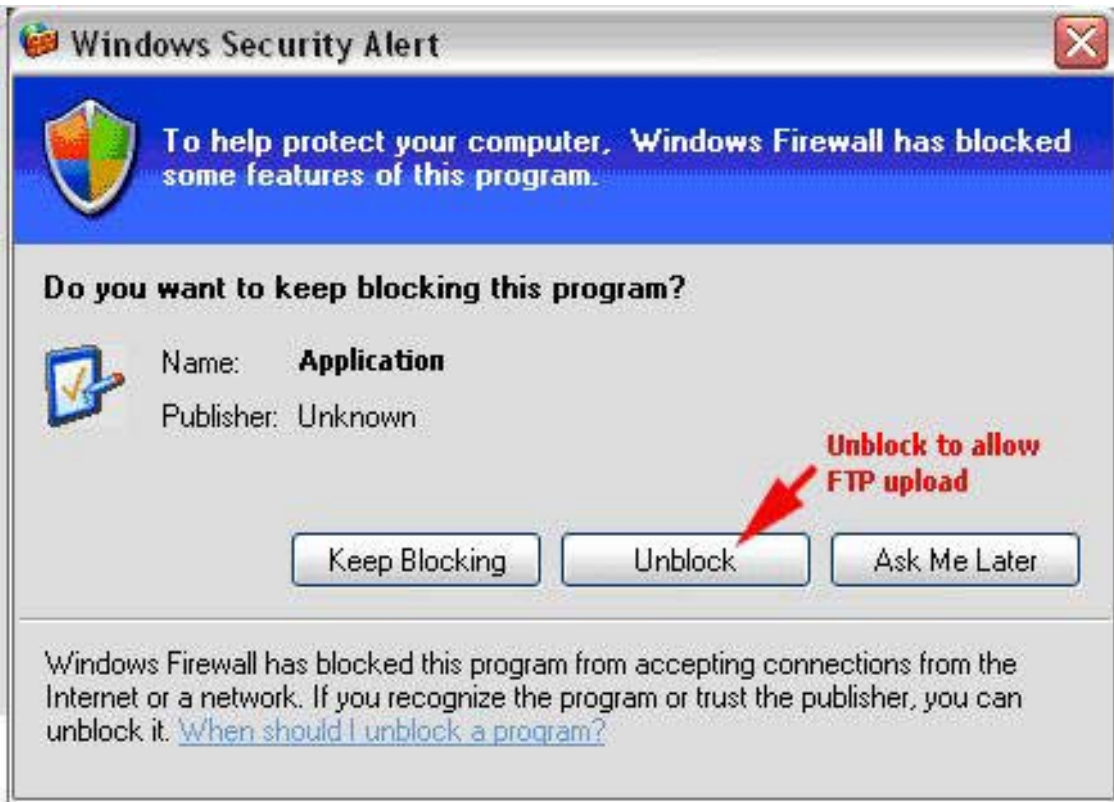 Windows Security Alert
To help protect your computer, Windows Firewall has blocked
some features of this program.
Do you want to keep blocking this program?
Name: Application
Publisher: Unknown
Unblock to allow
FTP upload
Keep Blocking Unblock Ask Me Later
Windows Firewall has blocked this program from accepting connections from the
Internet or a network. If you recognize the program or trust the publisher, you can
unblock it. When should I unblock a program?